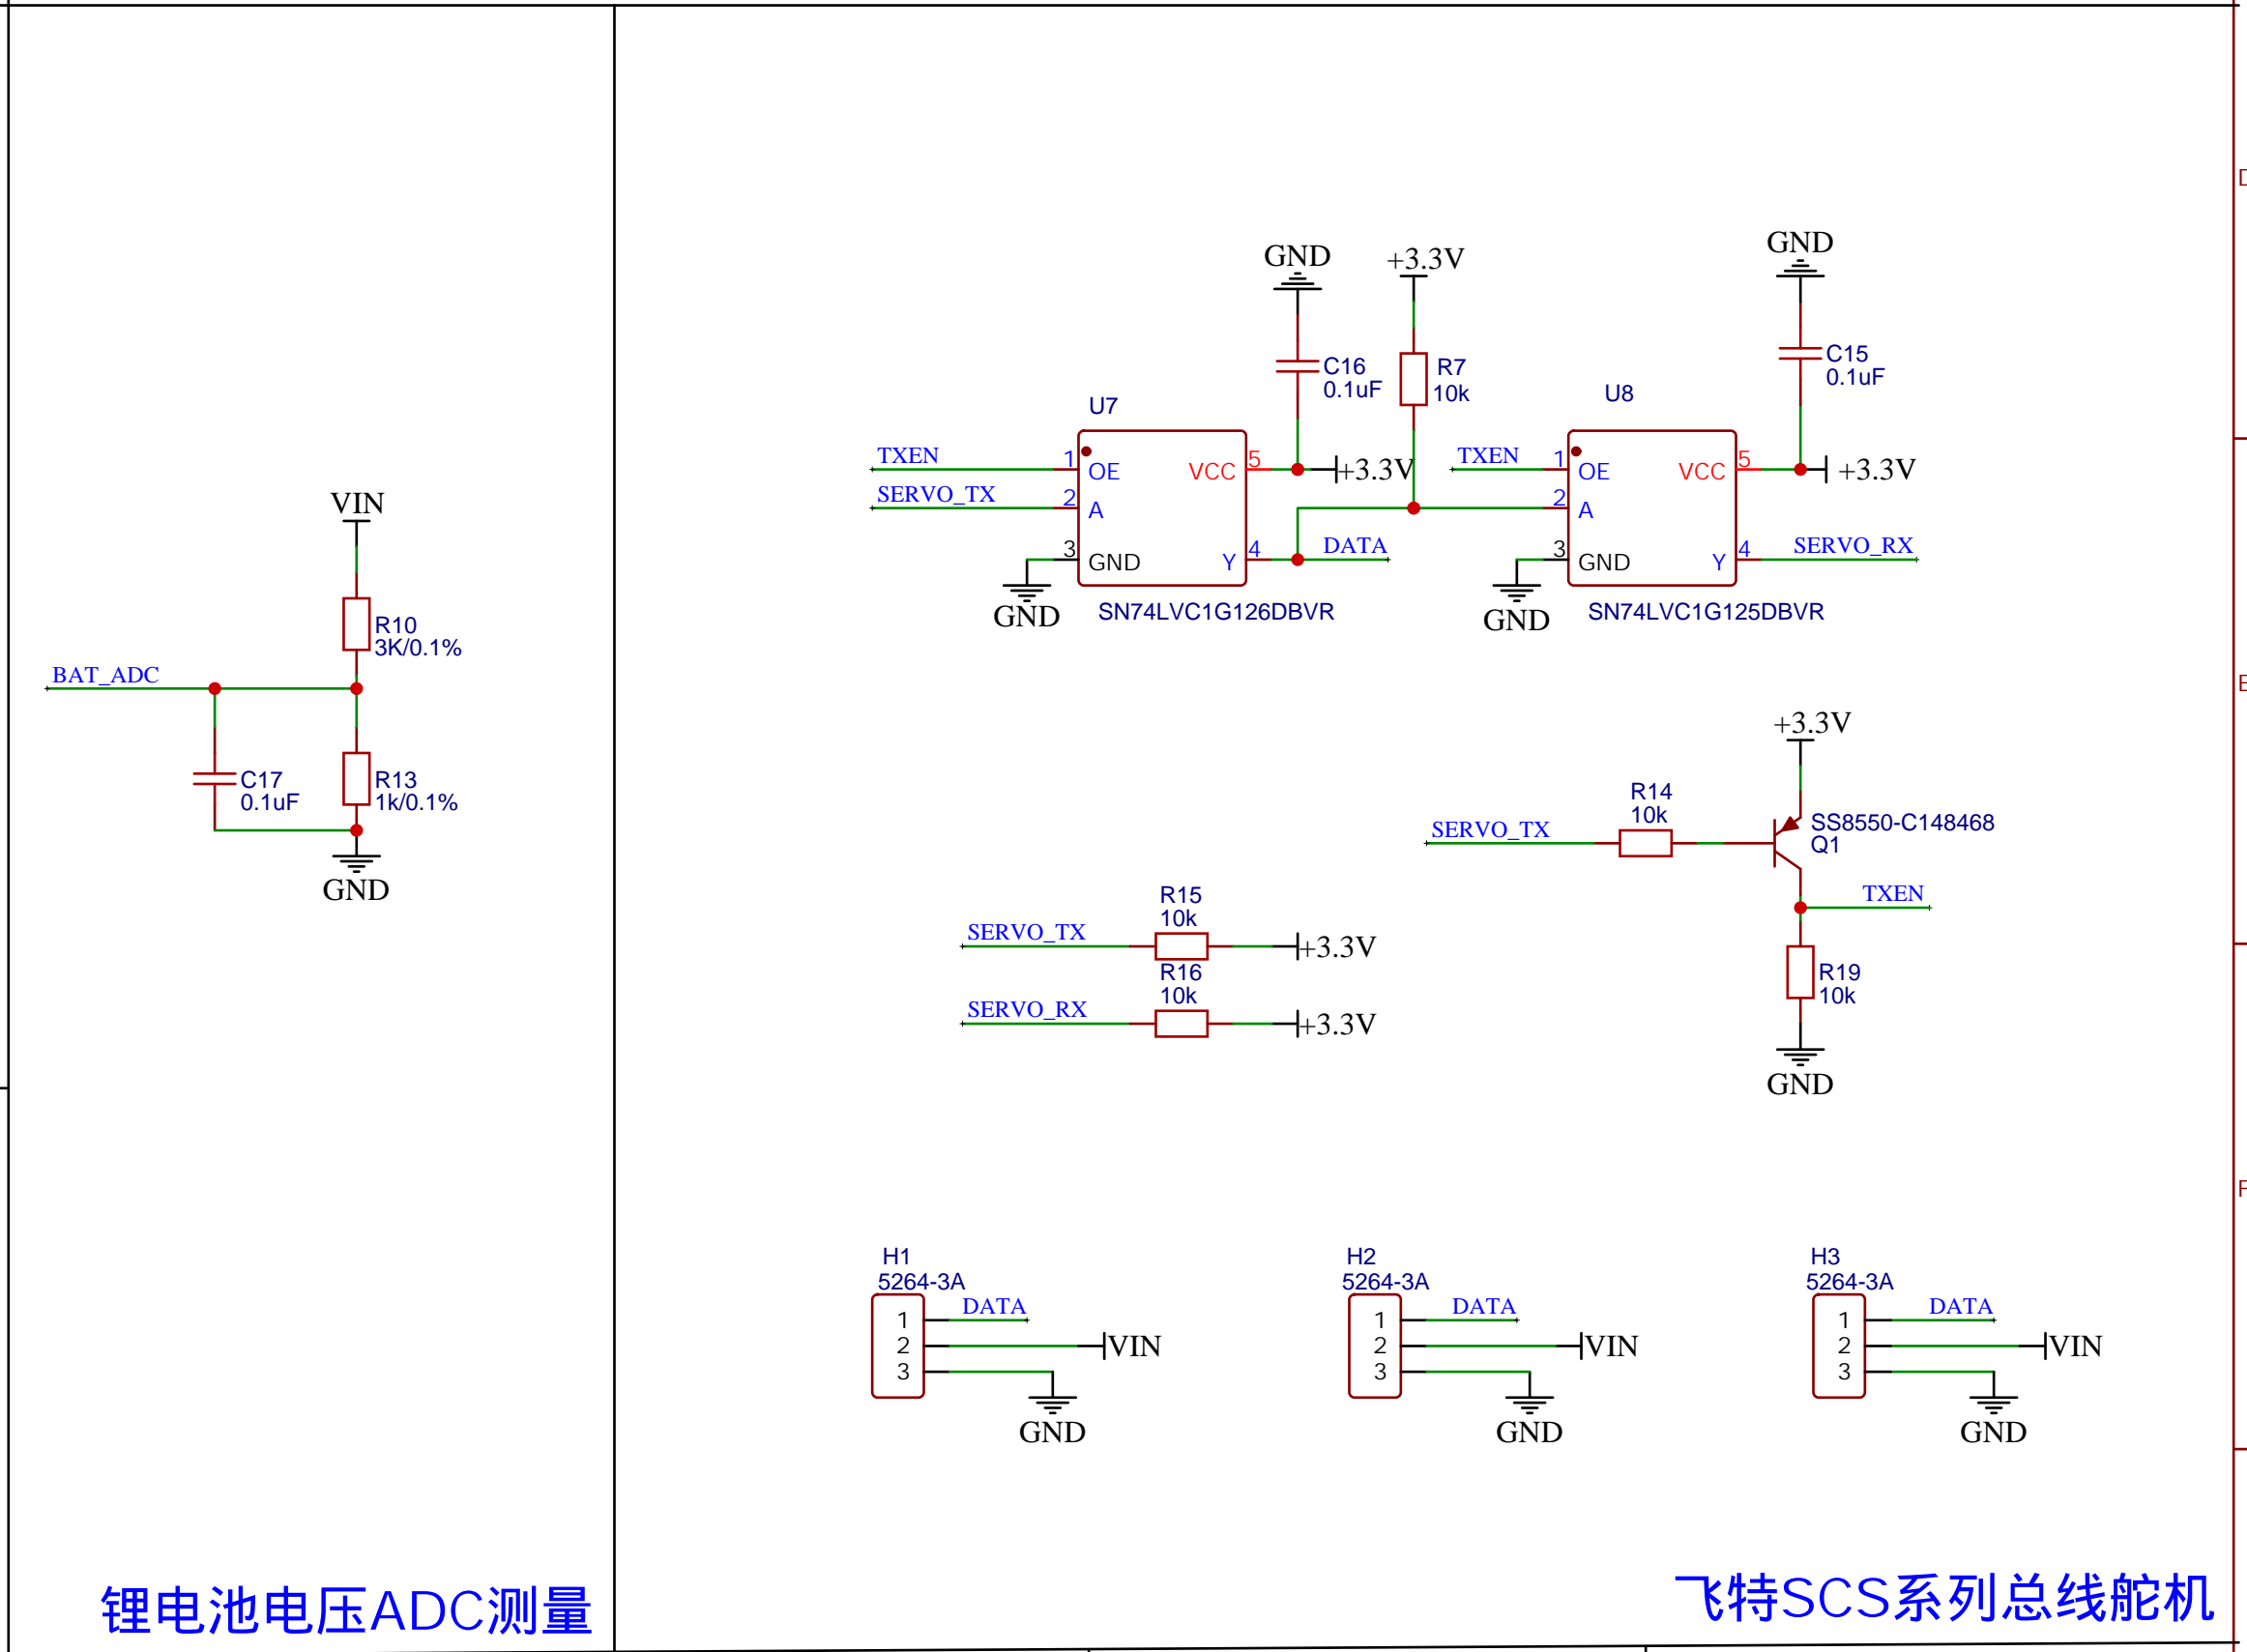 VIN
R10
3K/0.1%
BAT_ADC
C17
0.1uF
R13
1k/0.1%
GND
锂电池电压ADC测量
GND
+3.3V
GND
C16
0.1uF
R7
10k
C15
0.1uF
U7
U8
TXEN
1
OE
VCC
5
+3.3V
SERVO_TX
2
A
3
GND
Y
4
DATA
GND
SN74LVC1G126DBVR
TXEN
1
OE
VCC
5
+3.3V
2
A
3
GND
Y
4
SERVO_RX
GND
SN74LVC1G125DBVR
+3.3V
R14
10k
SERVO_TX
SS8550-C148468
Q1
TXEN
R19
10k
GND
R15
10k
SERVO_TX
+3.3V
R16
10k
SERVO_RX
+3.3V
H1
5264-3A
1
DATA
2
VIN
3
GND
H2
5264-3A
1
DATA
2
VIN
3
GND
H3
5264-3A
1
DATA
2
VIN
3
GND
飞特SCS系列总线舵机